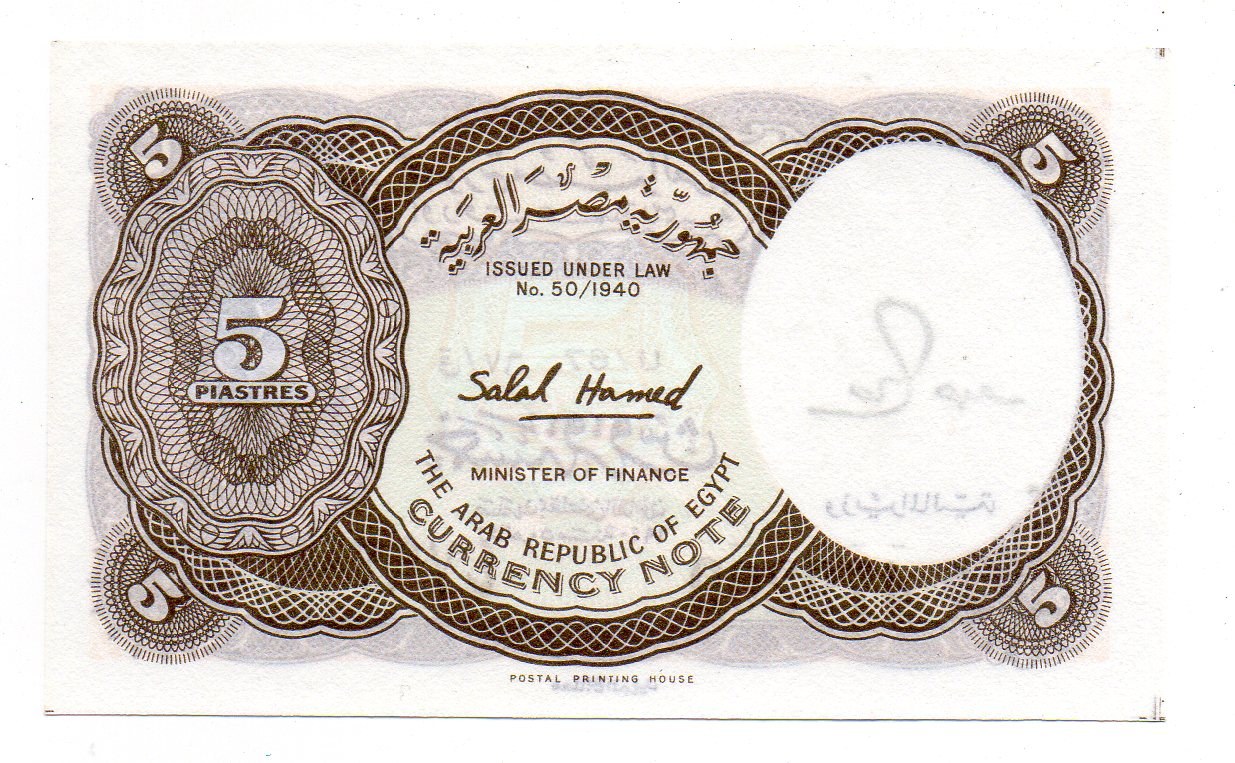 5
5
جمهورية مصر العربية
ISSUED UNDER LAW
No. 50/1940
5
PIASTRES
Salah Hamed
MINISTER OF FINANCE
THE ARAB REPUBLIC OF EGYPT
CURRENCY NOTE
5
5
POSTAL PRINTING HOUSE